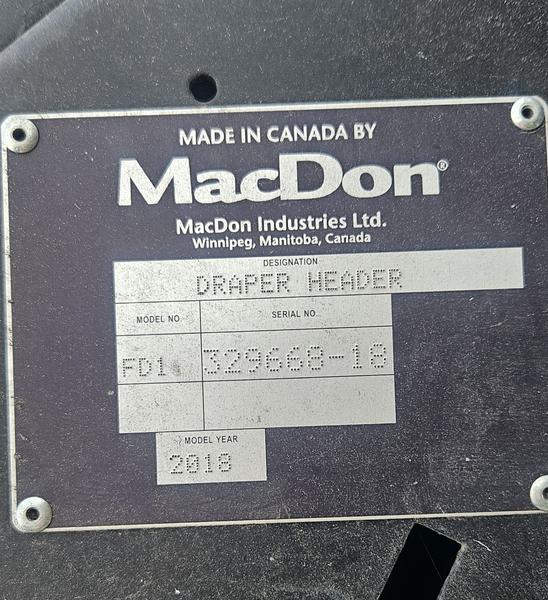 MADE IN CANADA BY
MacDon®
MacDon Industries Ltd.
Winnipeg, Manitoba, Canada
DESIGNATION
DRAPER HEADER
MODEL NO. SERIAL NO.
FD1 329668-18
MODEL YEAR
2018